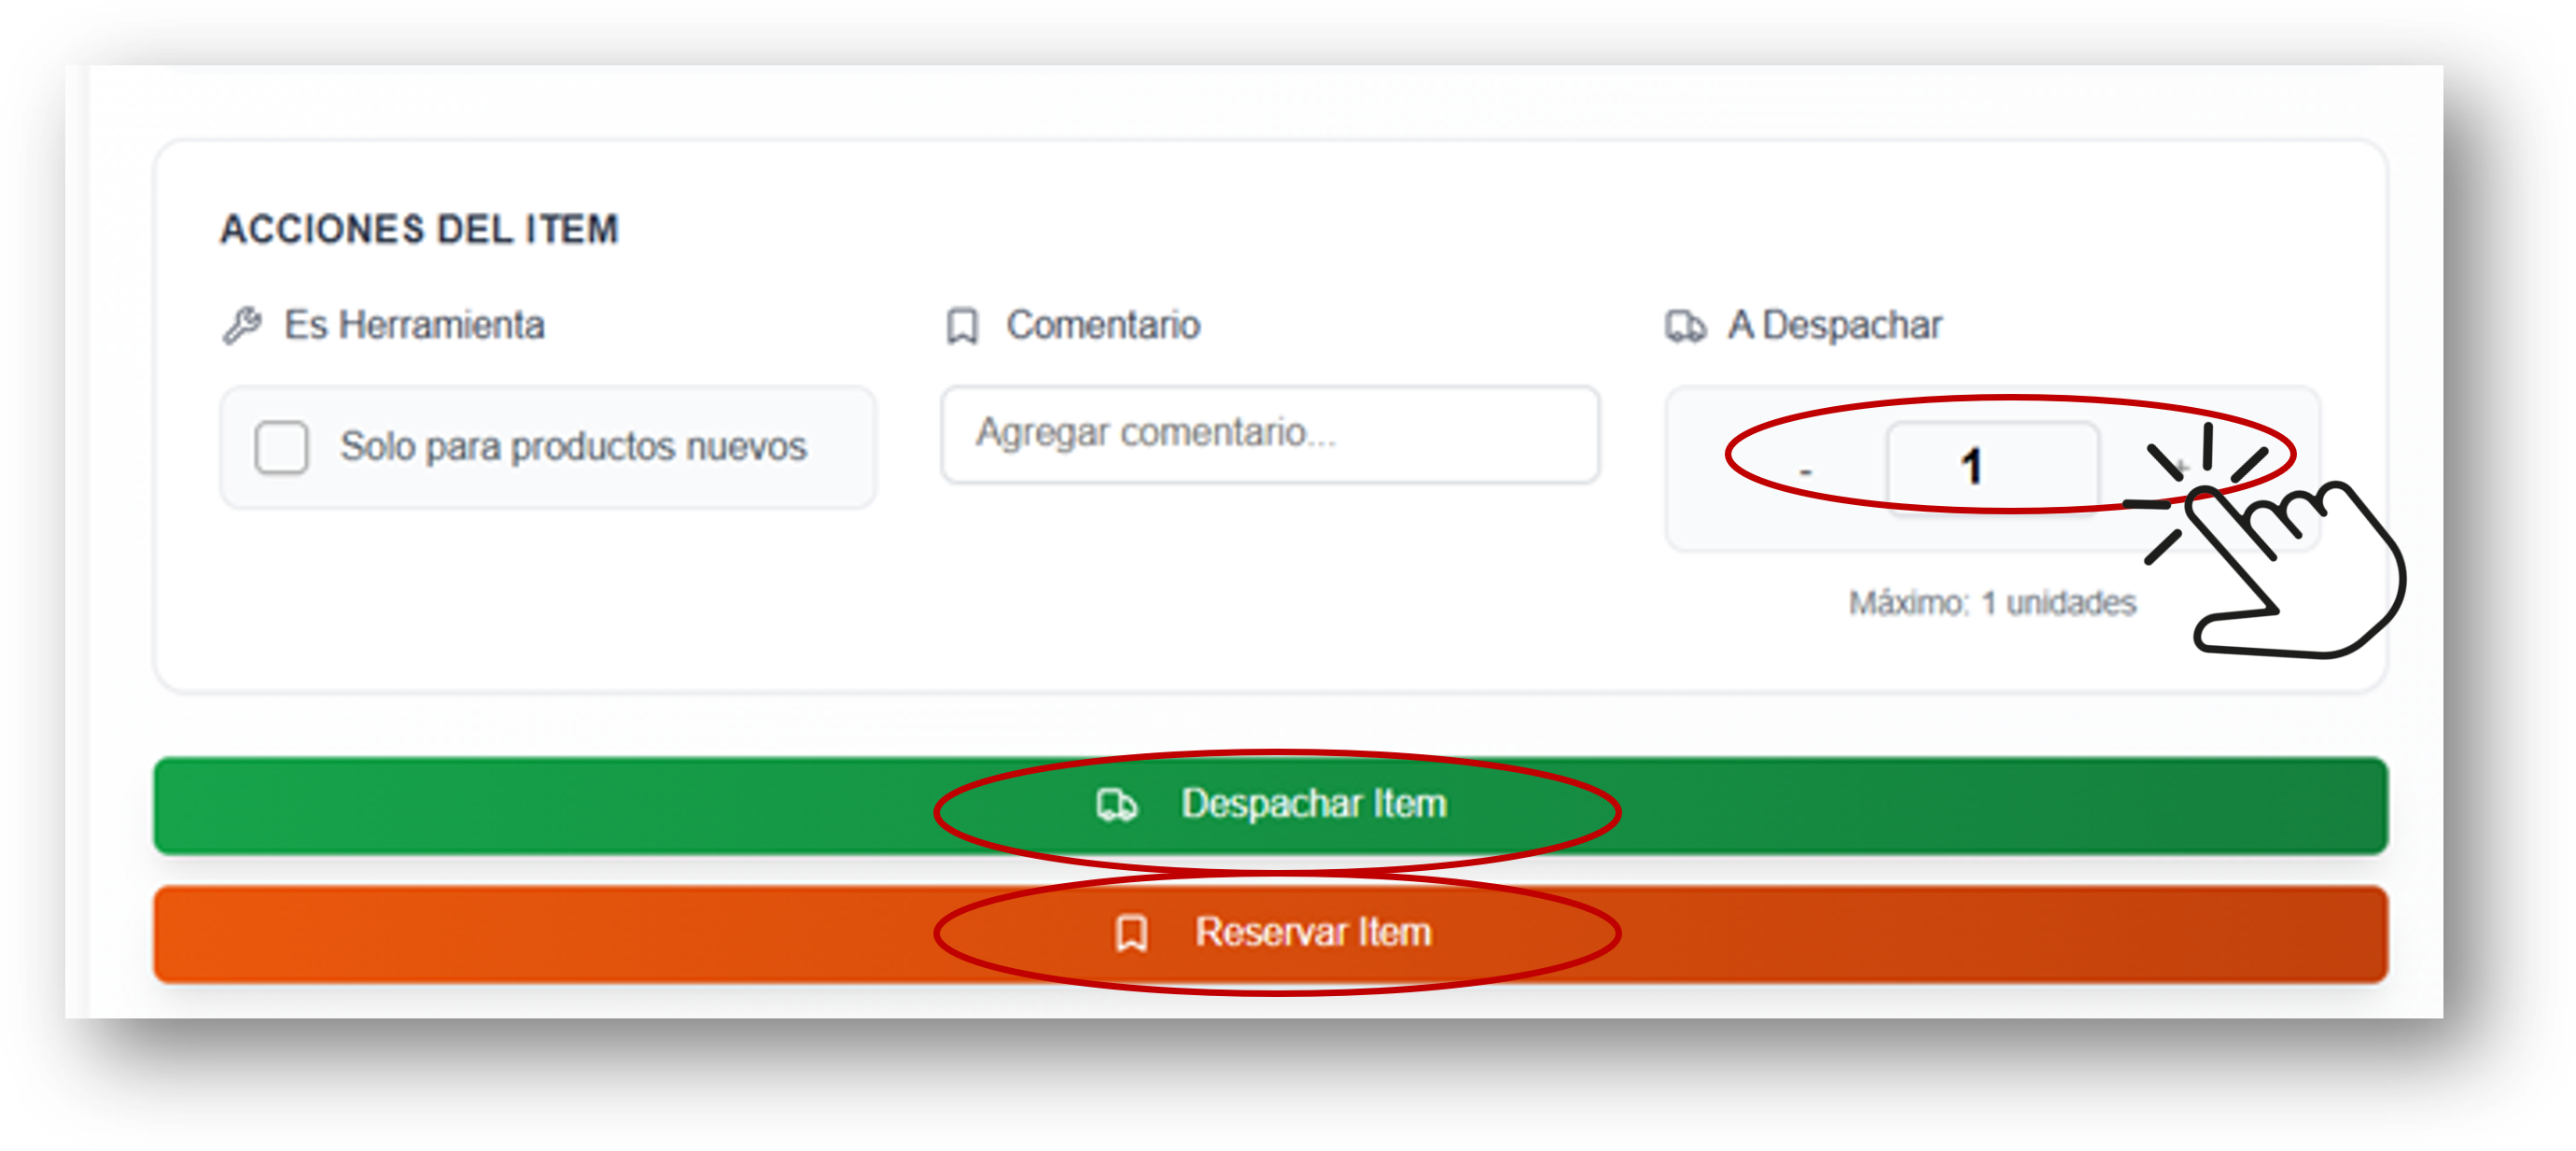 ACCIONES DEL ITEM
Es Herramienta
Comentario
A Despachar
Solo para productos nuevos
Agregar comentario...
- 1 +
Máximo: 1 unidades
Despachar Item
Reservar Item